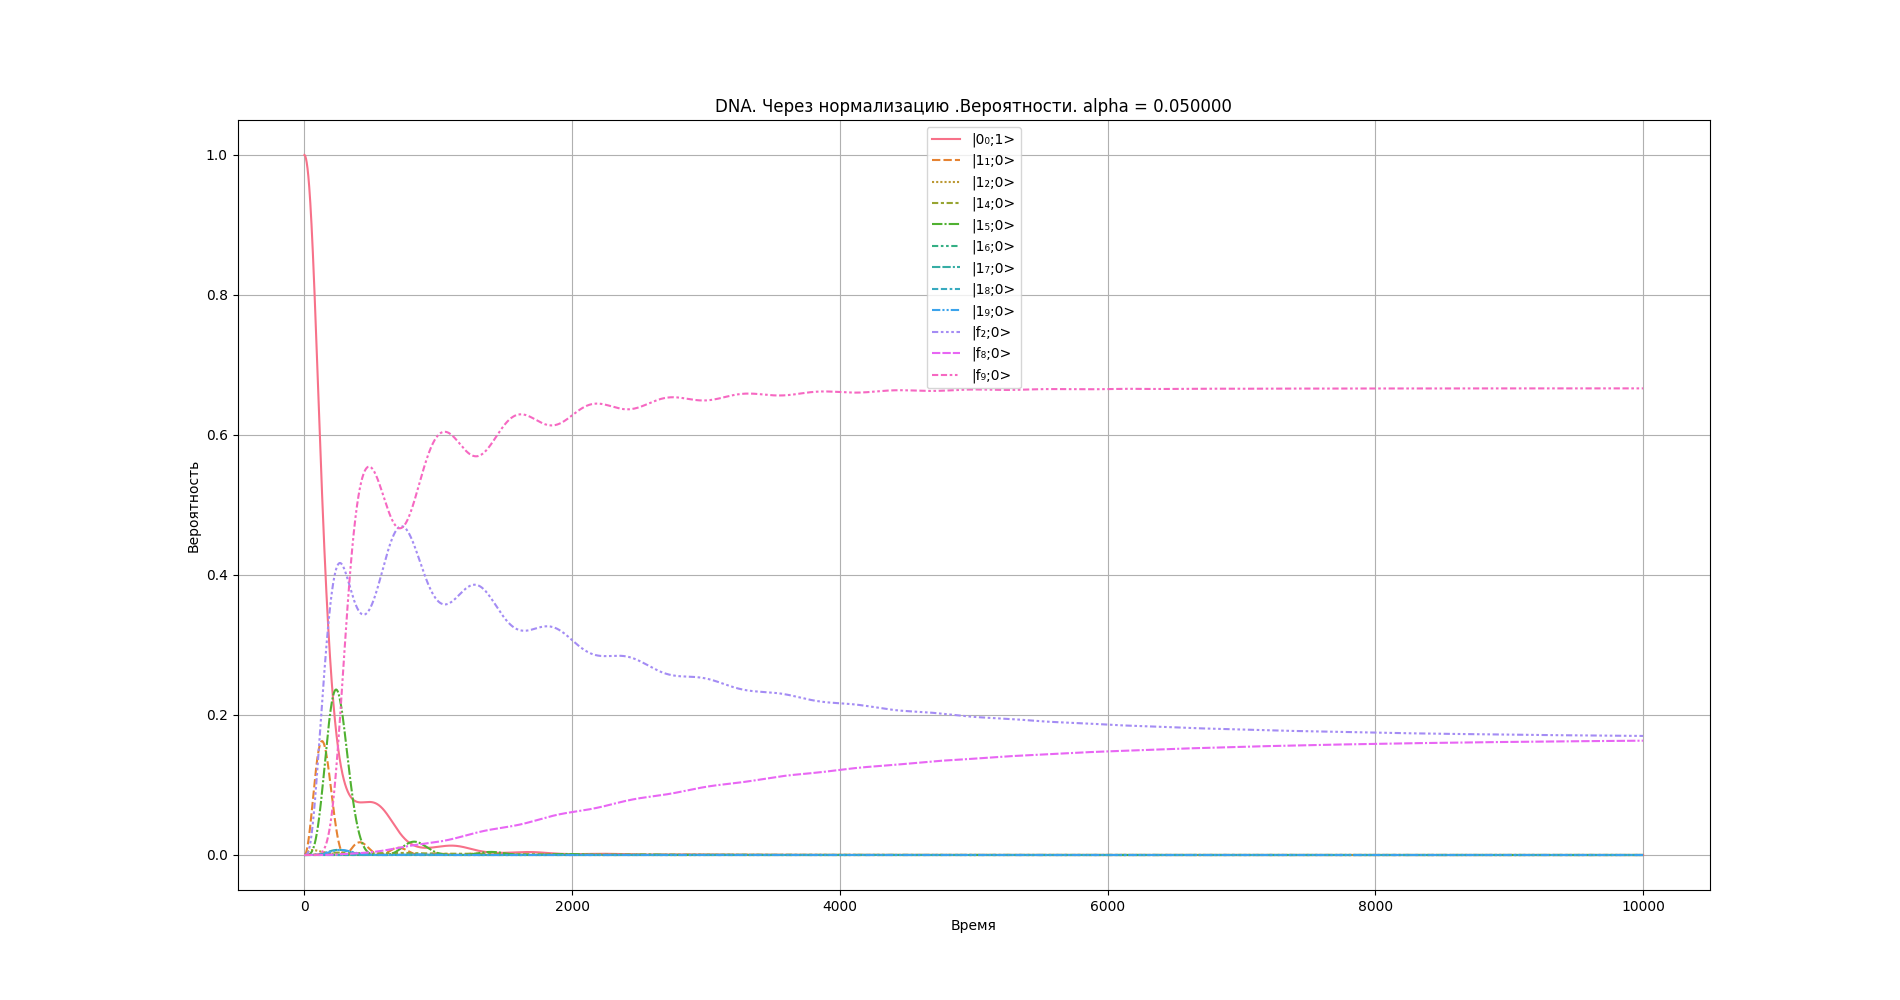 DNA. Через нормализацию .Вероятности. alpha = 0.050000
|0₀;1>
|1₁;0>
|1₂;0>
|1₄;0>
|1₅;0>
|1₆;0>
|1₇;0>
|1₈;0>
|1₉;0>
|f₂;0>
|f₈;0>
|f₉;0>
1.0
0.8
0.6
0.4
0.2
0.0
Вероятность
0 2000 4000 6000 8000 10000
Время